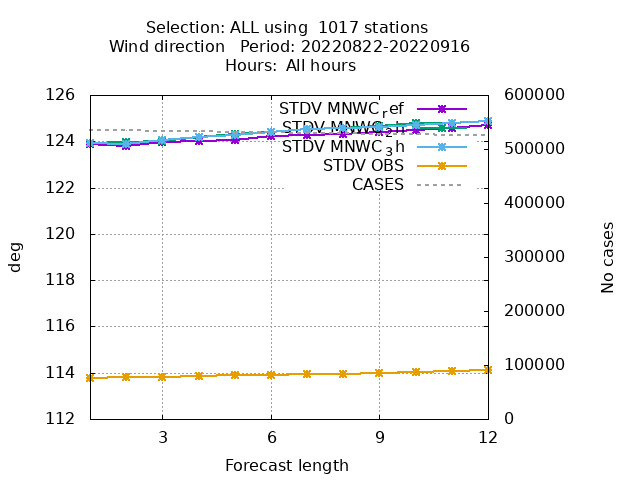 Selection: ALL using  1017 stations
Wind direction   Period: 20220822-20220916
Hours:  All hours
126
124
122
120
118
116
114
112
600000
500000
400000
300000
200000
100000
0
STDV MNWC_ref
STDV MNWC_2h
STDV MNWC_3h
STDV OBS
CASES
deg
No cases
3
6
9
12
Forecast length